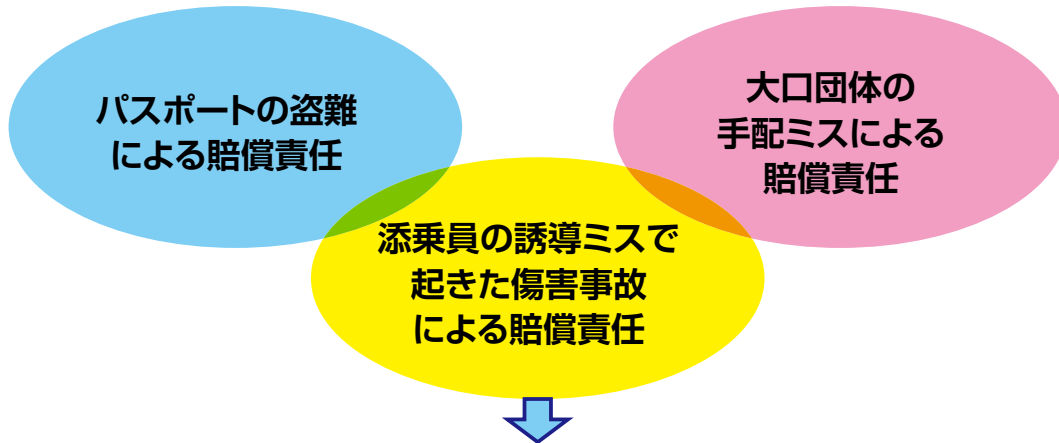 パスポートの盗難
による賠償責任
大口団体の
手配ミスによる
賠償責任
添乗員の誘導ミスで
起きた傷害事故
による賠償責任